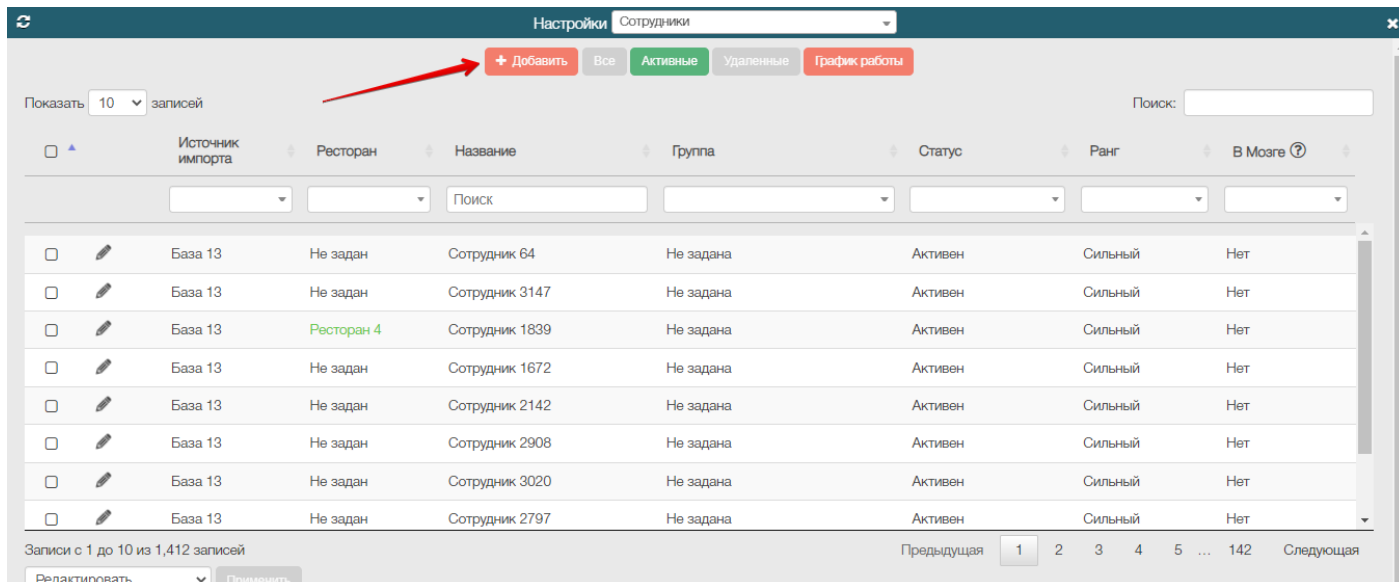 Настройки Сотрудники
+ Добавить Все Активные Удаленные График работы
Показать 10 записей Поиск:
Источник импорта Ресторан Название Группа Статус Ранг В Мозге ?
Поиск
База 13 Не задан Сотрудник 64 Не задана Активен Сильный Нет
База 13 Не задан Сотрудник 3147 Не задана Активен Сильный Нет
База 13 Ресторан 4 Сотрудник 1839 Не задана Активен Сильный Нет
База 13 Не задан Сотрудник 1672 Не задана Активен Сильный Нет
База 13 Не задан Сотрудник 2142 Не задана Активен Сильный Нет
База 13 Не задан Сотрудник 2908 Не задана Активен Сильный Нет
База 13 Не задан Сотрудник 3020 Не задана Активен Сильный Нет
База 13 Не задан Сотрудник 2797 Не задана Активен Сильный Нет
Записи с 1 до 10 из 1,412 записей Предыдущая 1 2 3 4 5 … 142 Следующая
Редактировать Применить